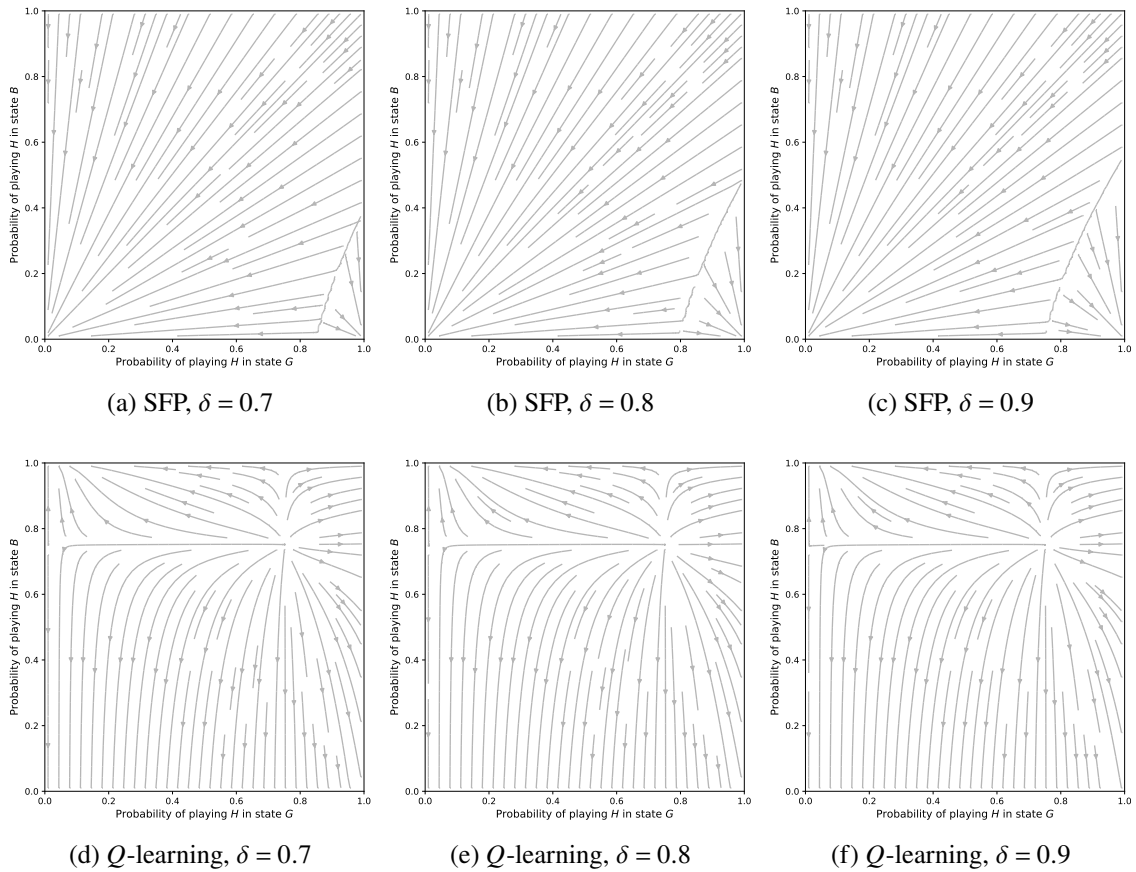 Probability of playing H in state B
1.0
0.8
0.6
0.4
0.2
0.0
0.0 0.2 0.4 0.6 0.8 1.0
Probability of playing H in state G
(a) SFP, δ = 0.7
Probability of playing H in state B
1.0
0.8
0.6
0.4
0.2
0.0
0.0 0.2 0.4 0.6 0.8 1.0
Probability of playing H in state G
(b) SFP, δ = 0.8
Probability of playing H in state B
1.0
0.8
0.6
0.4
0.2
0.0
0.0 0.2 0.4 0.6 0.8 1.0
Probability of playing H in state G
(c) SFP, δ = 0.9
Probability of playing H in state B
1.0
0.8
0.6
0.4
0.2
0.0
0.0 0.2 0.4 0.6 0.8 1.0
Probability of playing H in state G
(d) Q-learning, δ = 0.7
Probability of playing H in state B
1.0
0.8
0.6
0.4
0.2
0.0
0.0 0.2 0.4 0.6 0.8 1.0
Probability of playing H in state G
(e) Q-learning, δ = 0.8
Probability of playing H in state B
1.0
0.8
0.6
0.4
0.2
0.0
0.0 0.2 0.4 0.6 0.8 1.0
Probability of playing H in state G
(f) Q-learning, δ = 0.9